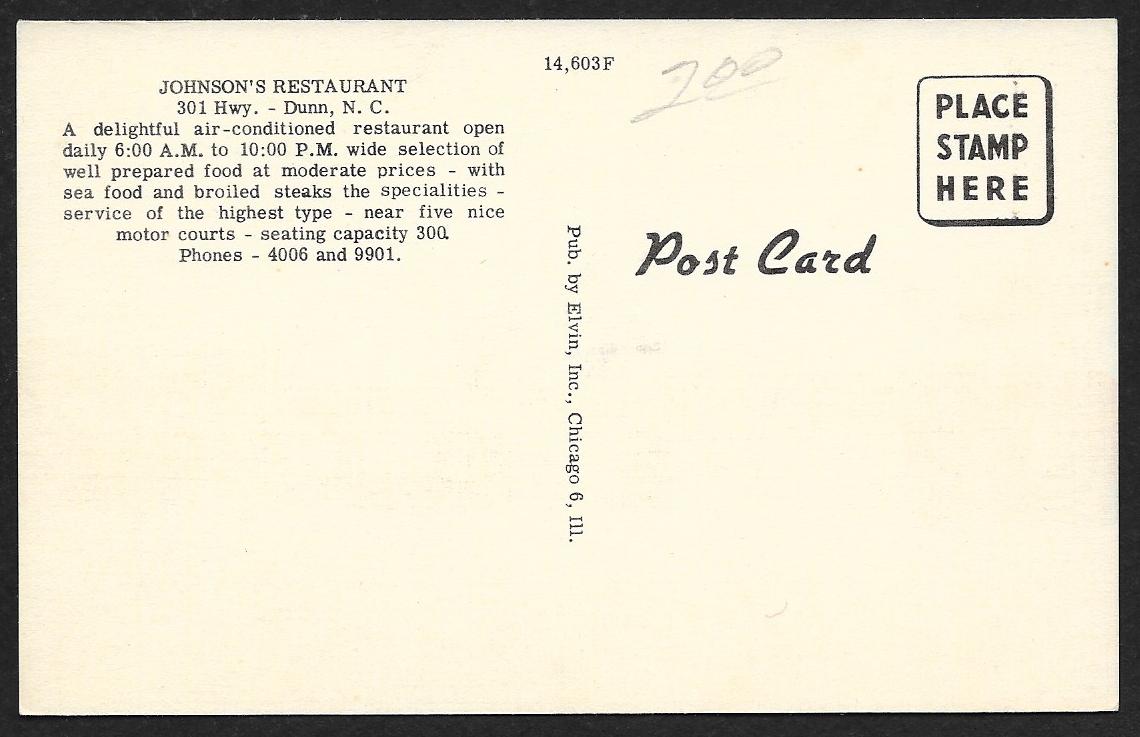 14,603F
200
JOHNSON'S RESTAURANT
301 Hwy. - Dunn, N. C.
A delightful air-conditioned restaurant open
daily 6:00 A.M. to 10:00 P.M. wide selection of
well prepared food at moderate prices - with
sea food and broiled steaks the specialities -
service of the highest type - near five nice
motor courts - seating capacity 300.
Phones - 4006 and 9901.
Pub. by Elvin, Inc., Chicago 6, Ill.
Post Card
PLACE
STAMP
HERE